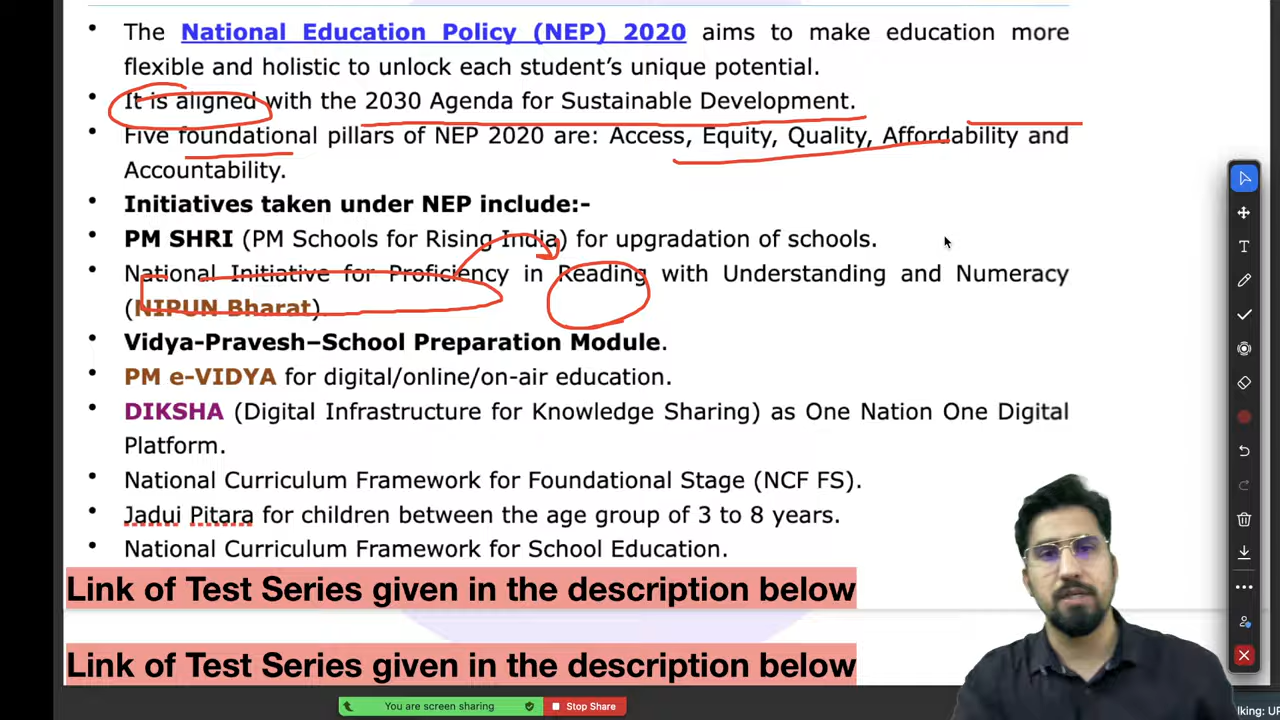 The National Education Policy (NEP) 2020 aims to make education more
flexible and holistic to unlock each student's unique potential.
It is aligned with the 2030 Agenda for Sustainable Development.
Five foundational pillars of NEP 2020 are: Access, Equity, Quality, Affordability and
Accountability.
Initiatives taken under NEP include:-
PM SHRI (PM Schools for Rising India) for upgradation of schools.
National Initiative for Proficiency in Reading with Understanding and Numeracy
(NIPUN Bharat).
Vidya-Pravesh–School Preparation Module.
PM e-VIDYA for digital/online/on-air education.
DIKSHA (Digital Infrastructure for Knowledge Sharing) as One Nation One Digital
Platform.
National Curriculum Framework for Foundational Stage (NCF FS).
Jadui Pitara for children between the age group of 3 to 8 years.
National Curriculum Framework for School Education.
Link of Test Series given in the description below
Link of Test Series given in the description below
You are screen sharing
Stop Share
lking: UP